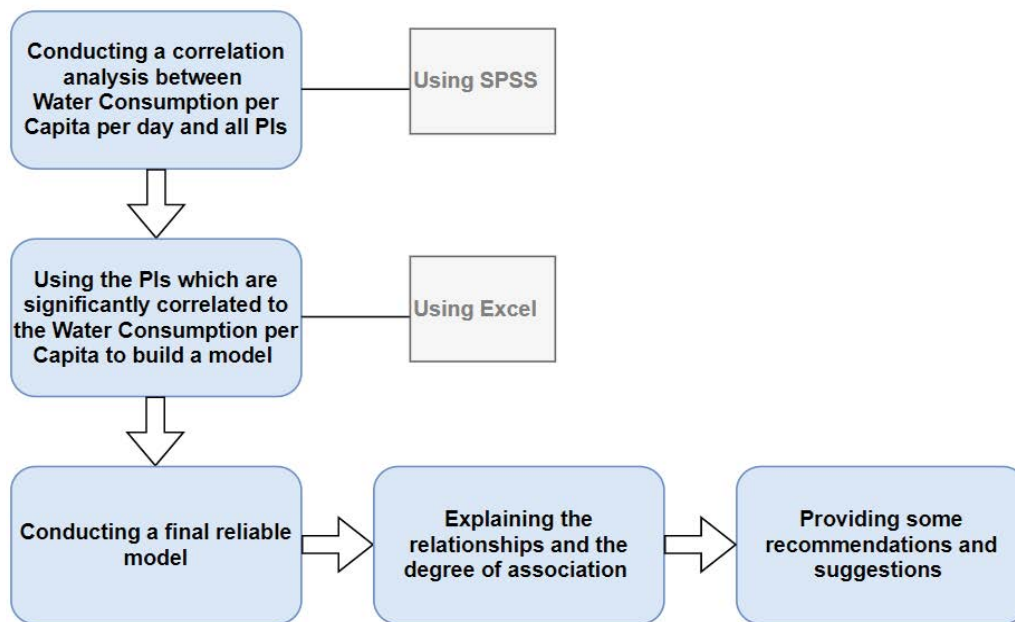 Conducting a correlation
analysis between
Water Consumption per
Capita per day and all PIs
Using SPSS
Using the PIs which are
significantly correlated to
the Water Consumption per
Capita to build a model
Using Excel
Conducting a final reliable
model
Explaining the
relationships and the
degree of association
Providing some
recommendations and
suggestions